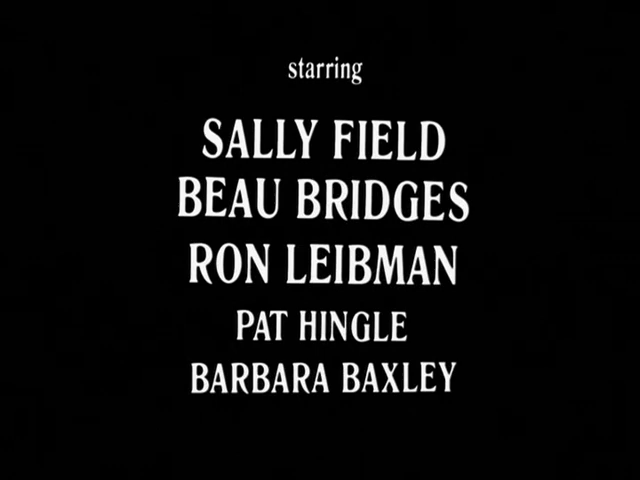 starring
SALLY FIELD
BEAU BRIDGES
RON LEIBMAN
PAT HINGLE
BARBARA BAXLEY